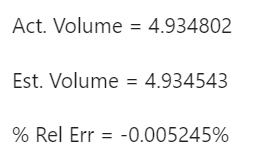 Act. Volume = 4.934802
Est. Volume = 4.934543
% Rel Err = -0.005245%